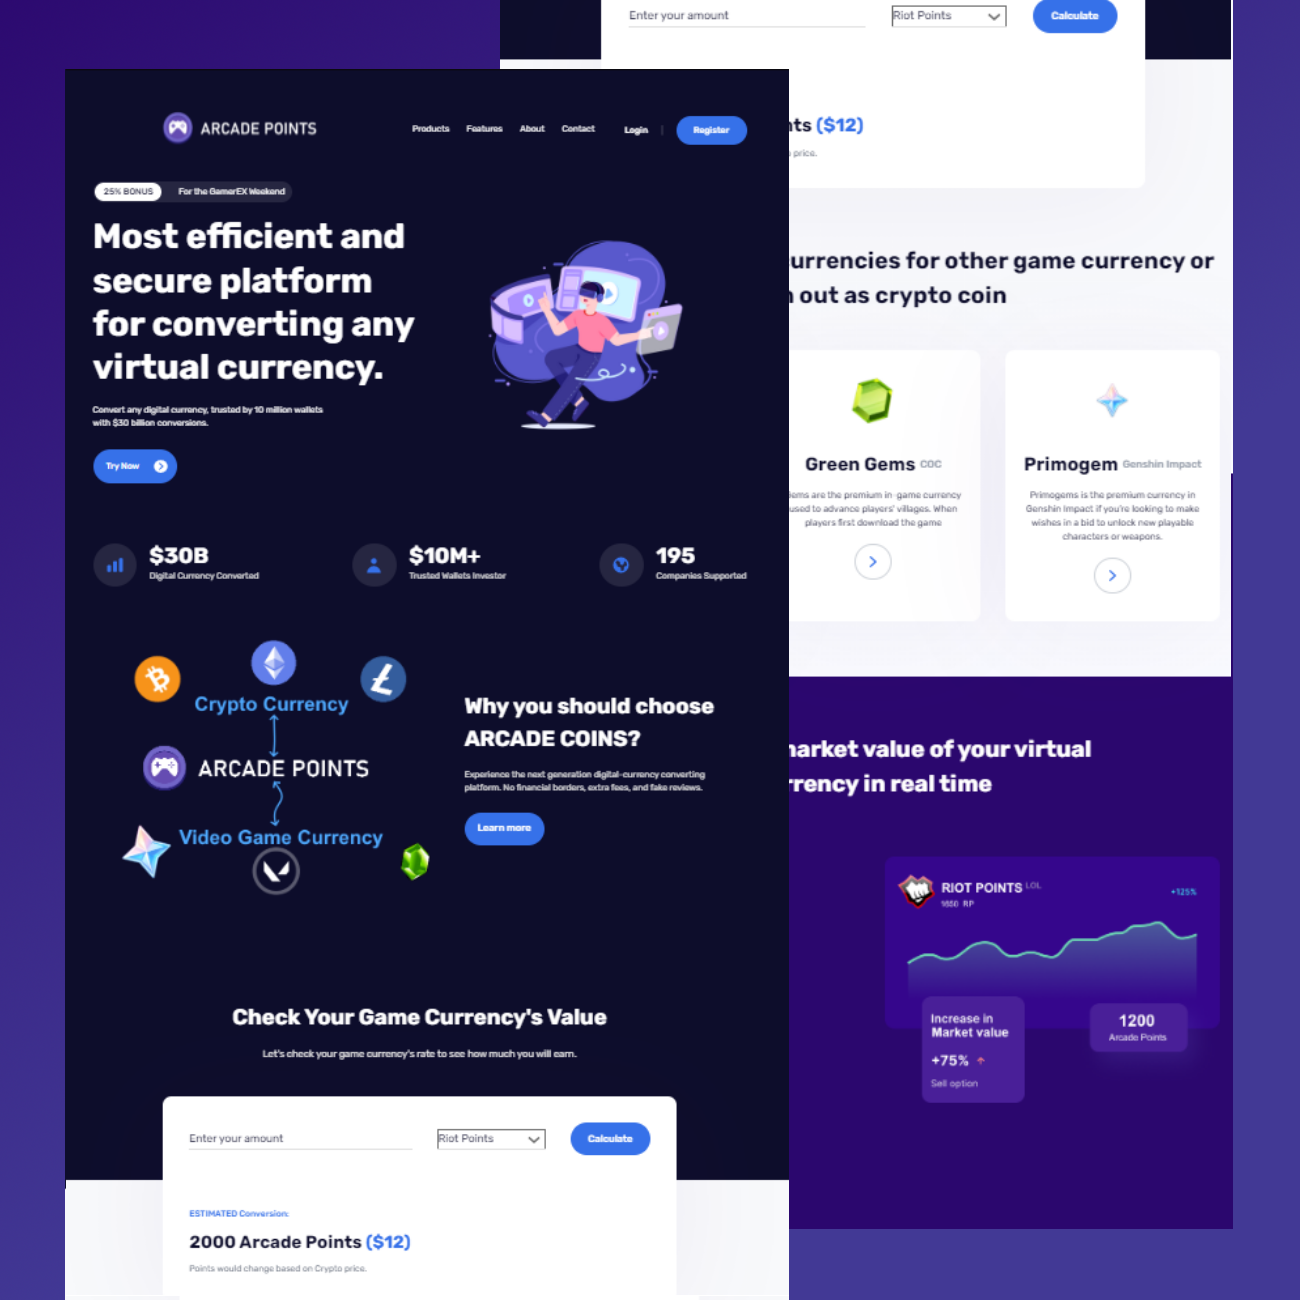 ARCADE POINTS
Products Features About Contact Login | Register
25% BONUS For the GamerEX Weekend
Most efficient and
secure platform
for converting any
virtual currency.
Convert any digital currency, trusted by 10 million wallets
with $30 billion conversions.
Try Now
$30B
Digital Currency Converted
$10M+
Trusted Wallets Investor
195
Companies Supported
Crypto Currency
ARCADE POINTS
Video Game Currency
Why you should choose
ARCADE COINS?
Experience the next generation digital-currency converting
platform. No financial borders, extra fees, and fake reviews.
Learn more
Check Your Game Currency's Value
Let's check your game currency's rate to see how much you will earn.
Enter your amount Riot Points Calculate
ESTIMATED Conversion:
2000 Arcade Points ($12)
Points would change based on Crypto price.
Enter your amount Riot Points Calculate
nts ($12)
price.
urrencies for other game currency or
out as crypto coin
Green Gems COC
ems are the premium in-game currency
used to advance players' villages. When
players first download the game
Primogem Genshin Impact
Primogems is the premium currency in
Genshin Impact if you're looking to make
wishes in a bid to unlock new playable
characters or weapons.
market value of your virtual
rrency in real time
RIOT POINTS LOL
1650 RP
+125%
Increase in
Market value
+75%
Sell option
1200
Arcade Points